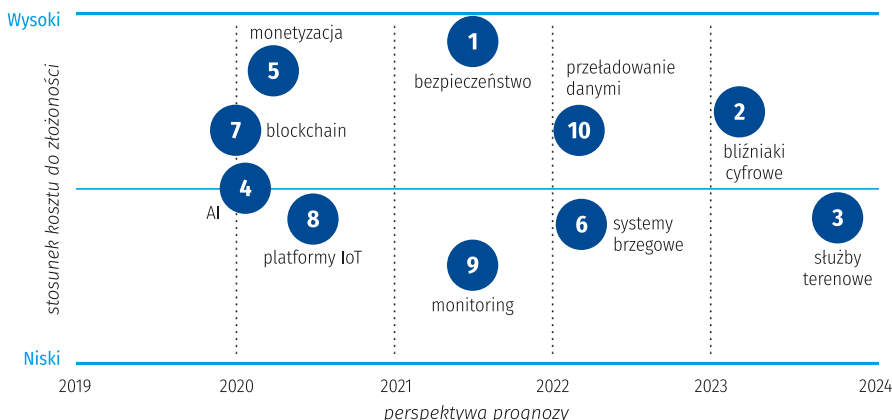 Wysoki
monetyzacja
5
1
bezpieczeństwo
przeładowanie
danymi
10
2
bliźniaki
cyfrowe
7
blockchain
4
AI
8
platformy IoT
9
monitoring
6
systemy
brzegowe
3
służby
terenowe
stosunek kosztu do złożoności
Niski
2019
2020
2021
2022
2023
2024
perspektywa prognozy